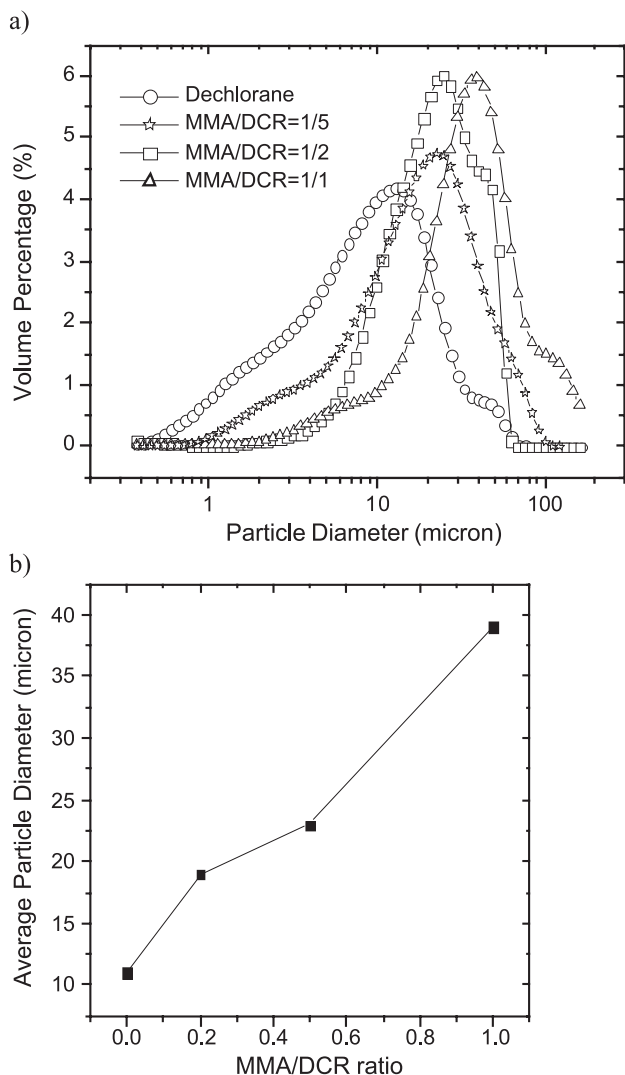 a)
6
5
4
3
2
1
0
Volume Percentage (%)
Dechlorane
MMA/DCR=1/5
MMA/DCR=1/2
MMA/DCR=1/1
1 10 100
Particle Diameter (micron)
b)
40
35
30
25
20
15
10
Average Particle Diameter (micron)
0.0 0.2 0.4 0.6 0.8 1.0
MMA/DCR ratio